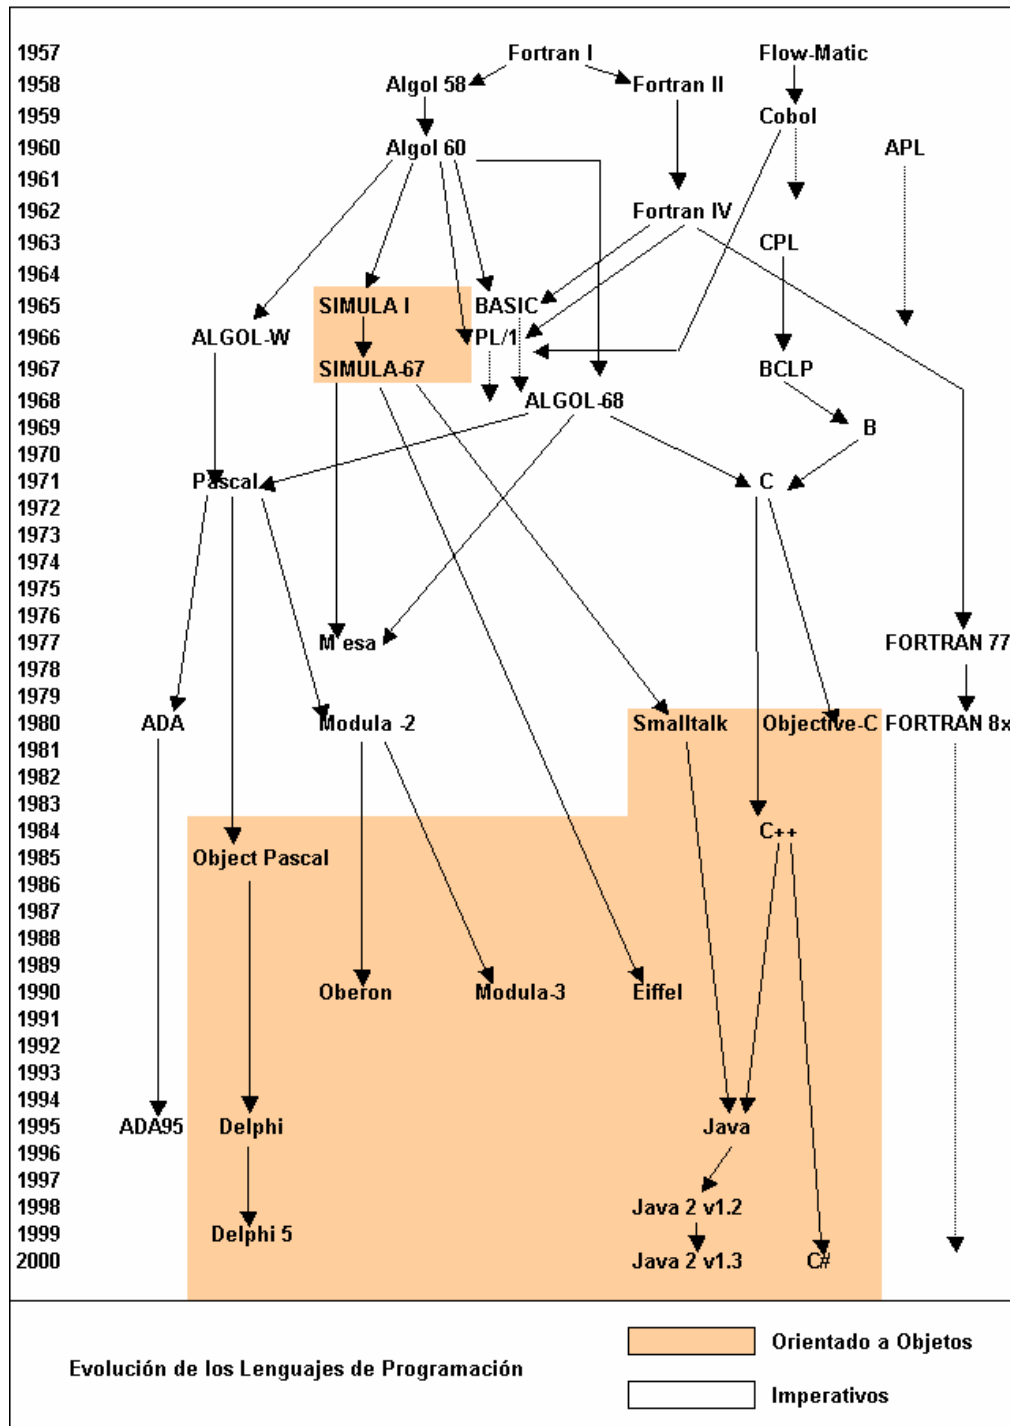 1957 Fortran I Flow-Matic
1958 Algol 58 Fortran II
1959 Cobol
1960 Algol 60 APL
1961
1962 Fortran IV
1963 CPL
1964
1965 SIMULA I BASIC
1966 ALGOL-W PL/1
1967 SIMULA-67 BCLP
1968 ALGOL-68
1969 B
1970
1971 Pascal C
1972
1973
1974
1975
1976
1977 M esa FORTRAN 77
1978
1979
1980 ADA Modula -2 Smalltalk Objective-C FORTRAN 8x
1981
1982
1983
1984 C++
1985 Object Pascal
1986
1987
1988
1989
1990 Oberon Modula-3 Eiffel
1991
1992
1993
1994
1995 ADA95 Delphi Java
1996
1997
1998 Java 2 v1.2
1999 Delphi 5
2000 Java 2 v1.3 C#
Orientado a Objetos
Evolución de los Lenguajes de Programación
Imperativos